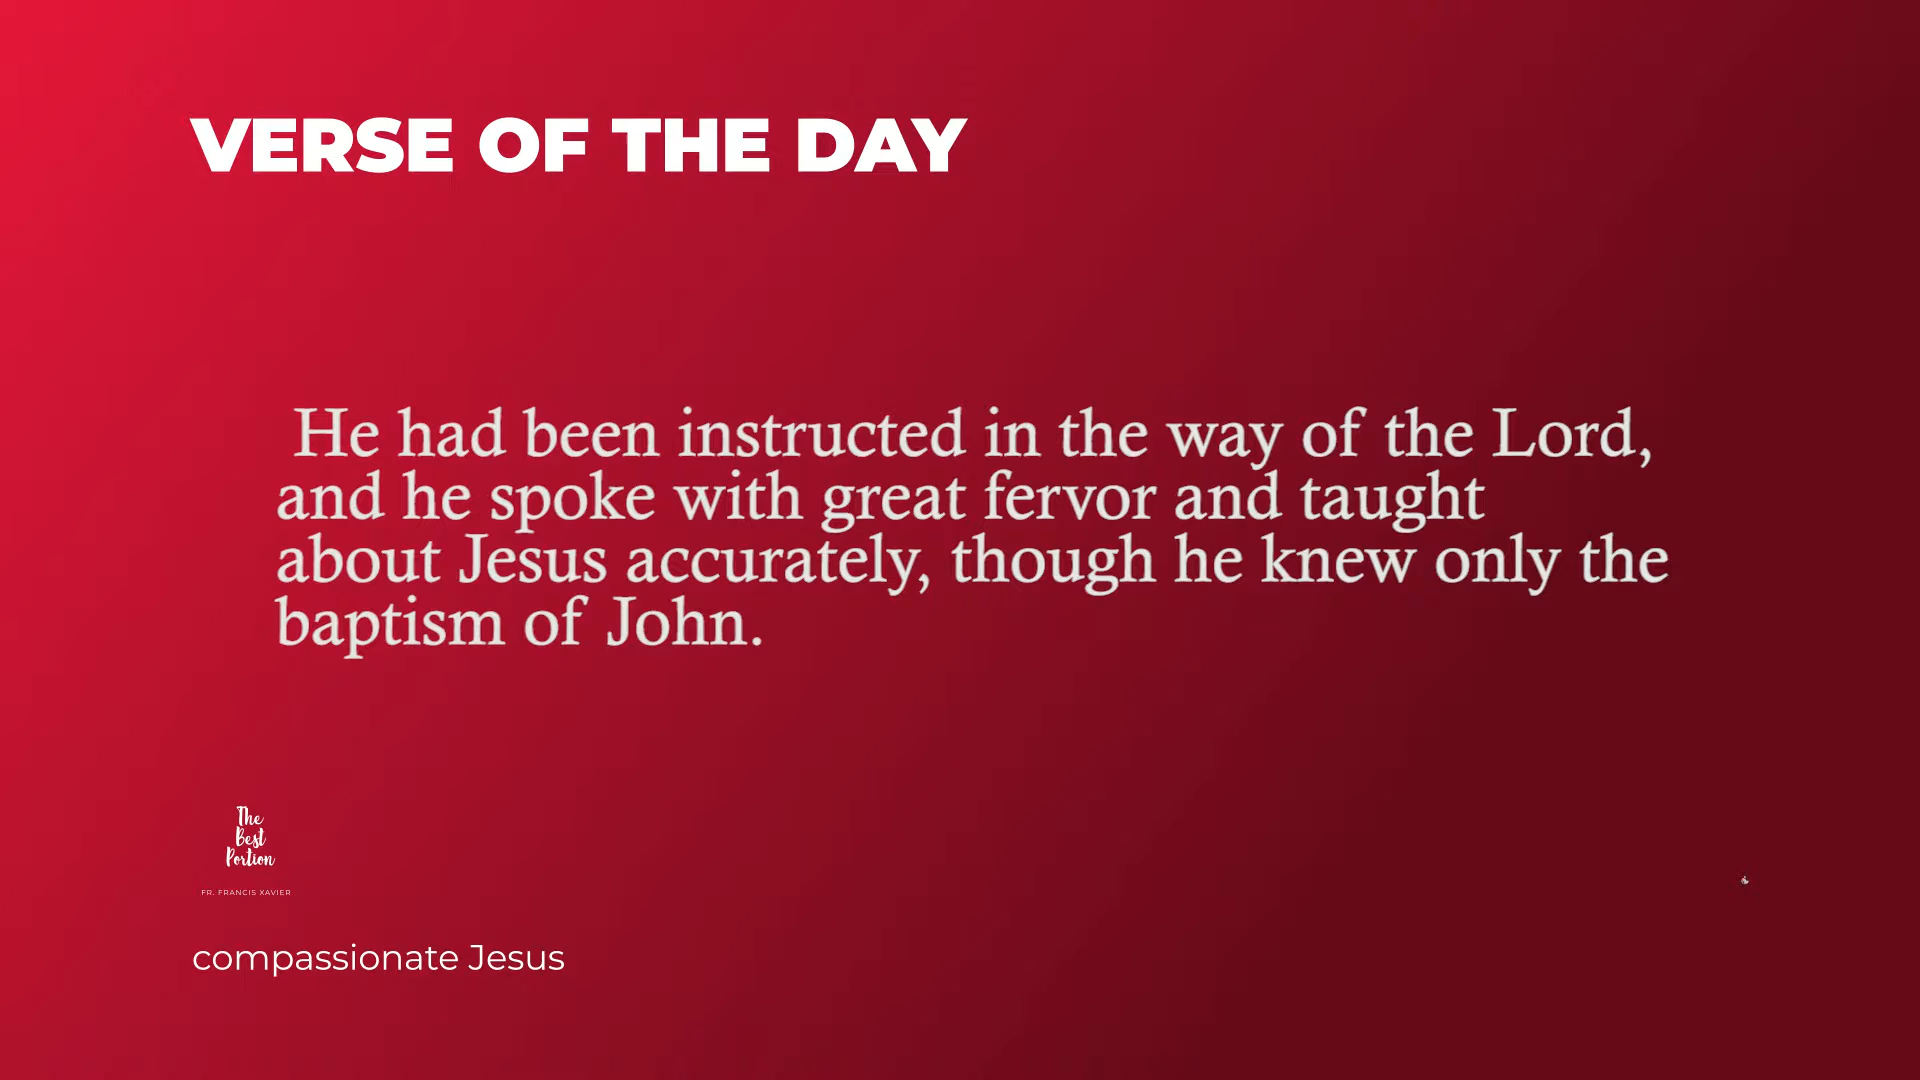 VERSE OF THE DAY
He had been instructed in the way of the Lord,
and he spoke with great fervor and taught
about Jesus accurately, though he knew only the
baptism of John.
The
Best
Portion
FR. FRANCIS XAVIER
compassionate Jesus